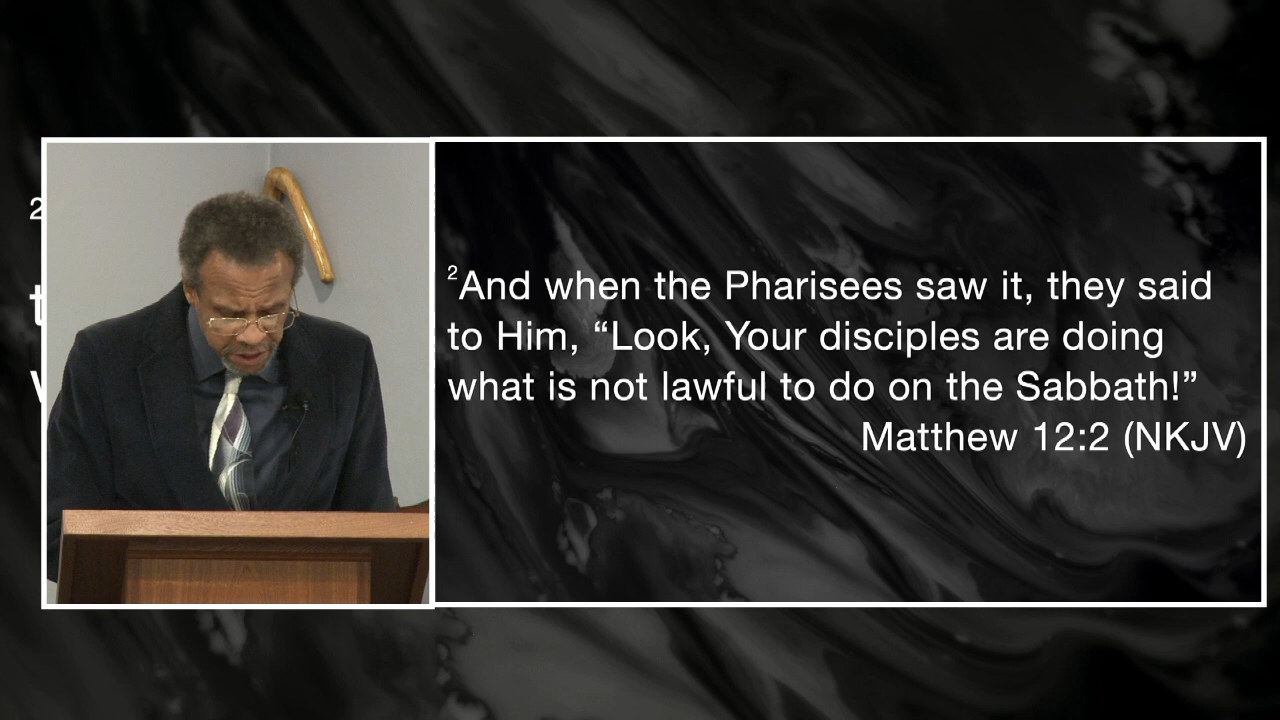 2And when the Pharisees saw it, they said
to Him, “Look, Your disciples are doing
what is not lawful to do on the Sabbath!”
Matthew 12:2 (NKJV)